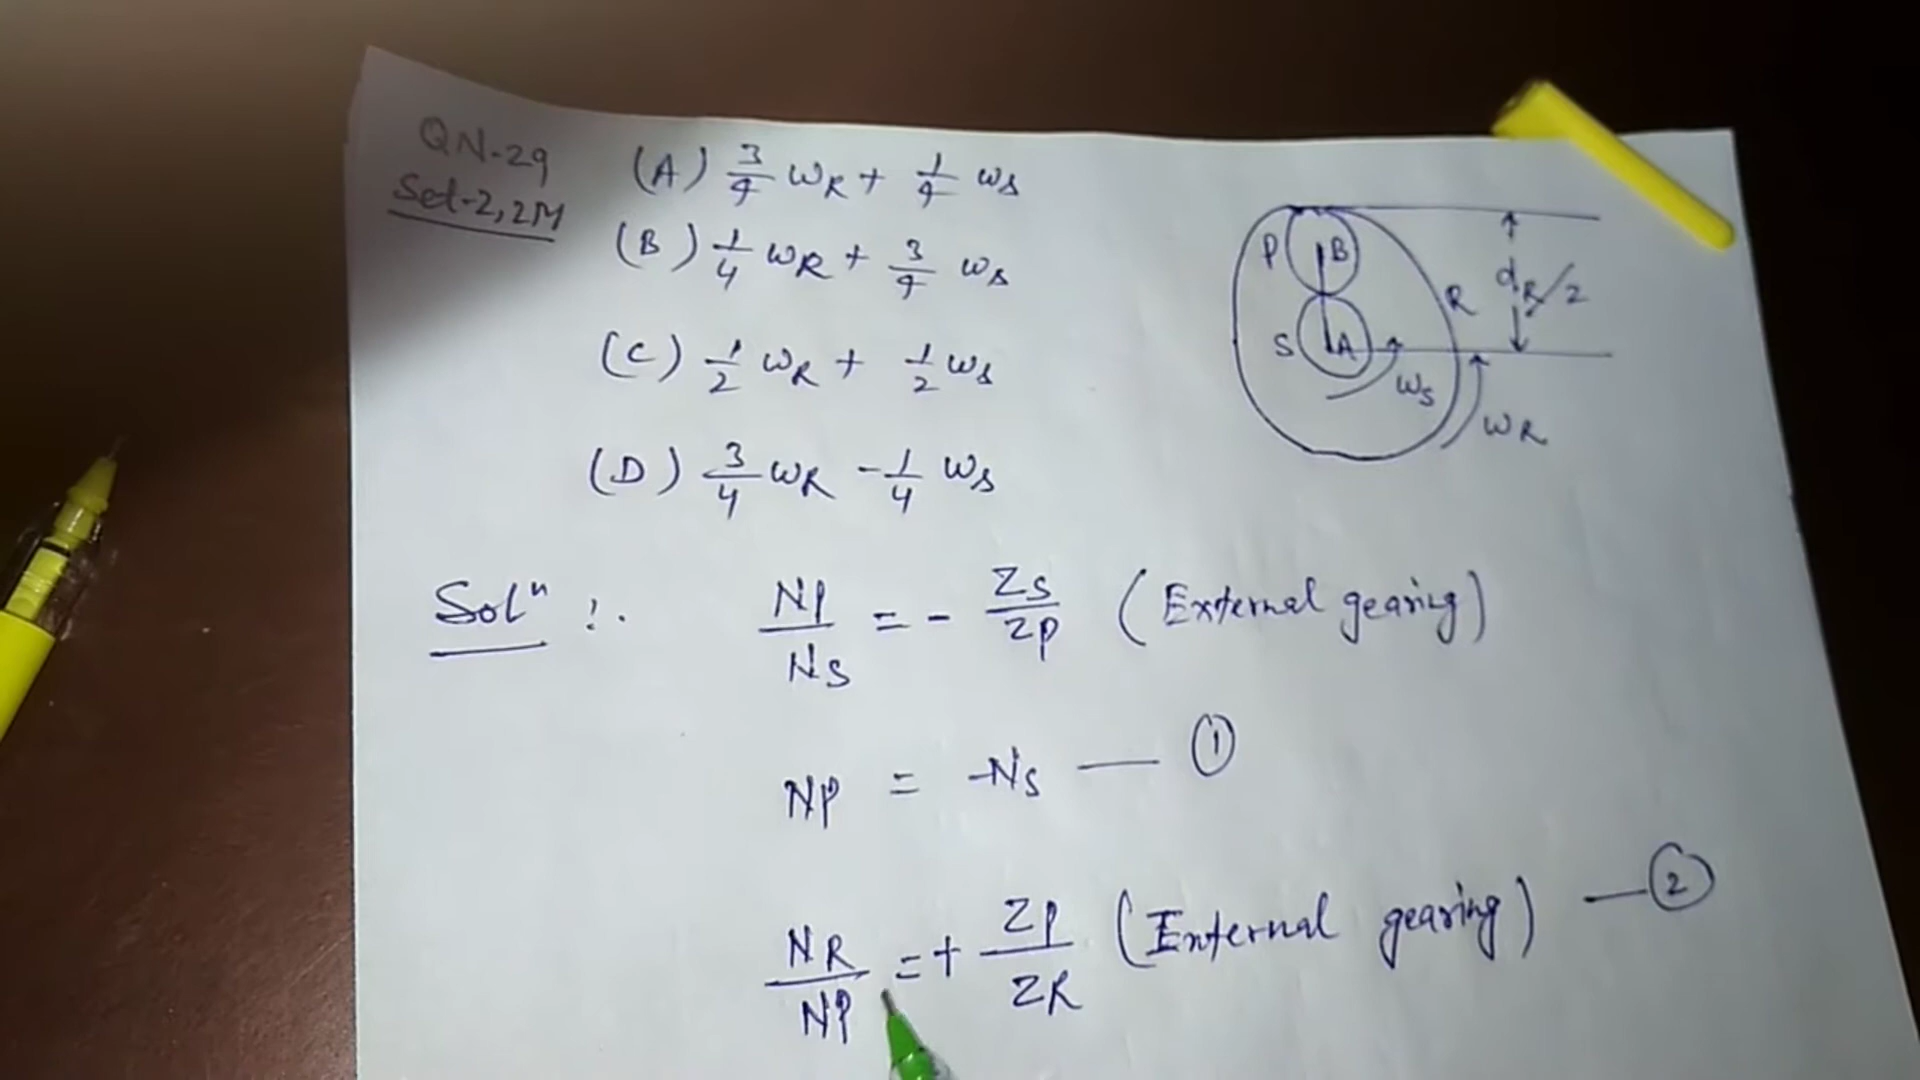 QN-29
Set-2, 2M
(A) 3/4 ωR + 1/4 ωs
(B) 1/4 ωR + 3/4 ωs
(C) 1/2 ωR + 1/2 ωs
(D) 3/4 ωR - 1/4 ωs
P B
S A
R
dR/2
ωs
ωR
Solⁿ :.
NP/NS = - ZS/ZP (External gearing)
NP = -NS — ①
NR/NP = + ZP/ZR (External gearing) — ②